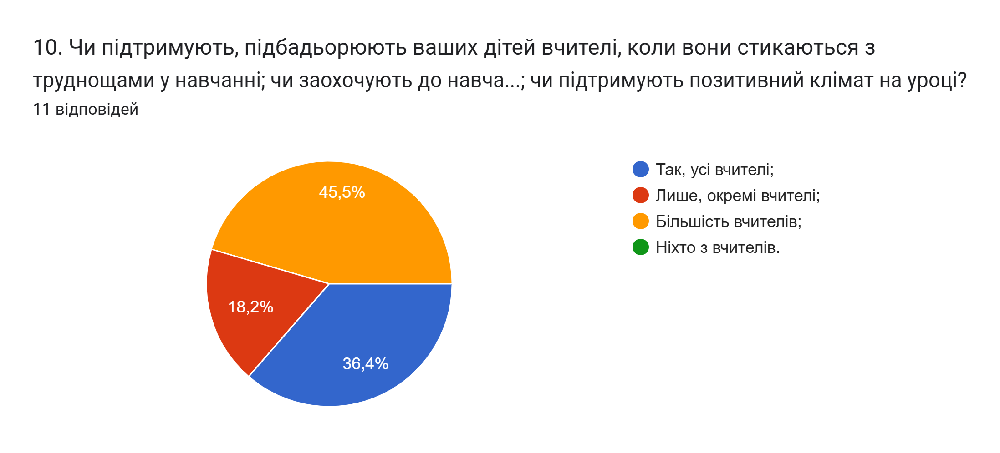 10. Чи підтримують, підбадьорюють ваших дітей вчителі, коли вони стикаються з
труднощами у навчанні; чи заохочують до навча...; чи підтримують позитивний клімат на уроці?
11 відповідей
45,5%
18,2%
36,4%
Так, усі вчителі;
Лише, окремі вчителі;
Більшість вчителів;
Ніхто з вчителів.